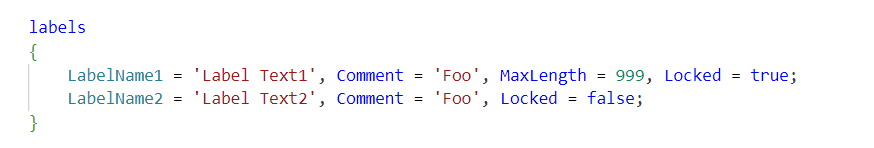 labels
{
LabelName1 = 'Label Text1', Comment = 'Foo', MaxLength = 999, Locked = true;
LabelName2 = 'Label Text2', Comment = 'Foo', Locked = false;
}